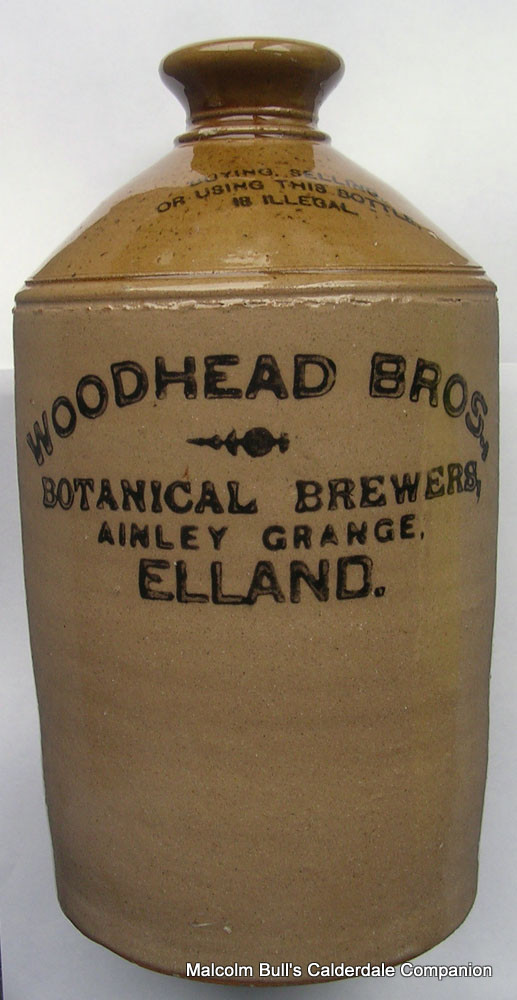 BUYING, SELLING
OR USING THIS BOTTLE
IS ILLEGAL
WOODHEAD BROS.,
BOTANICAL BREWERS,
AINLEY GRANGE,
ELLAND.
Malcolm Bull's Calderdale Companion